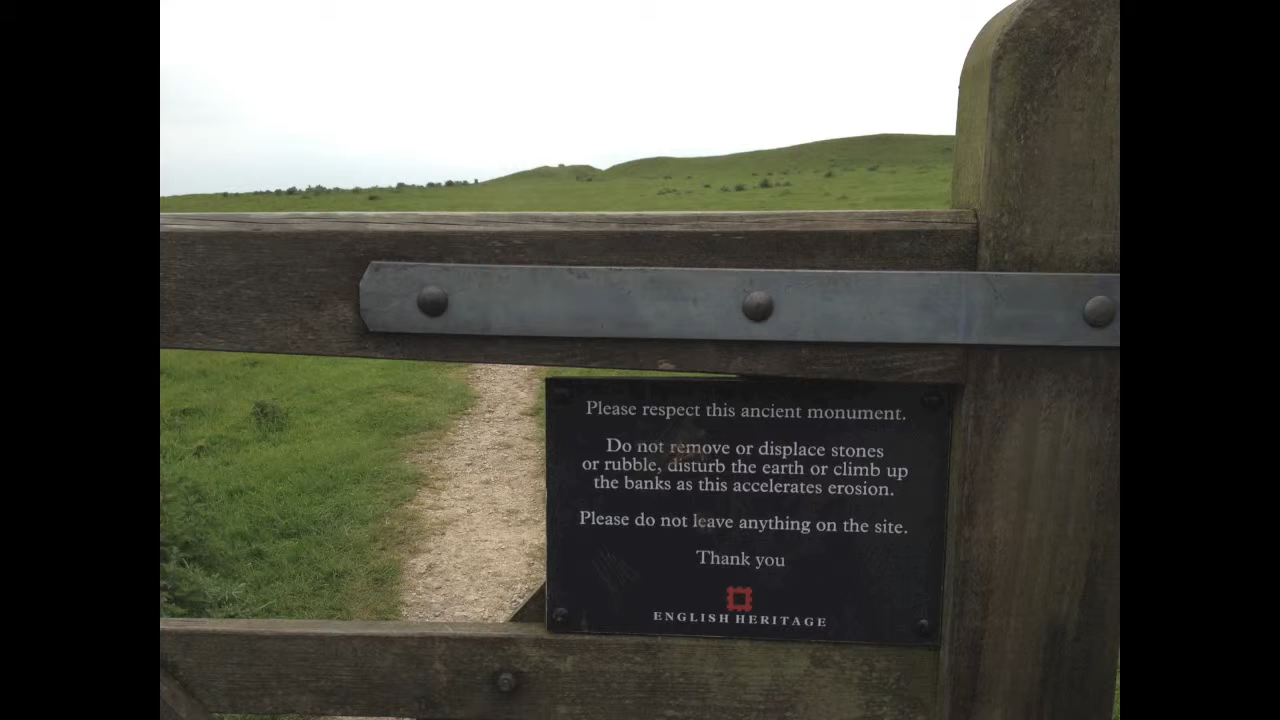 Please respect this ancient monument.
Do not remove or displace stones
or rubble, disturb the earth or climb up
the banks as this accelerates erosion.
Please do not leave anything on the site.
Thank you
ENGLISH HERITAGE